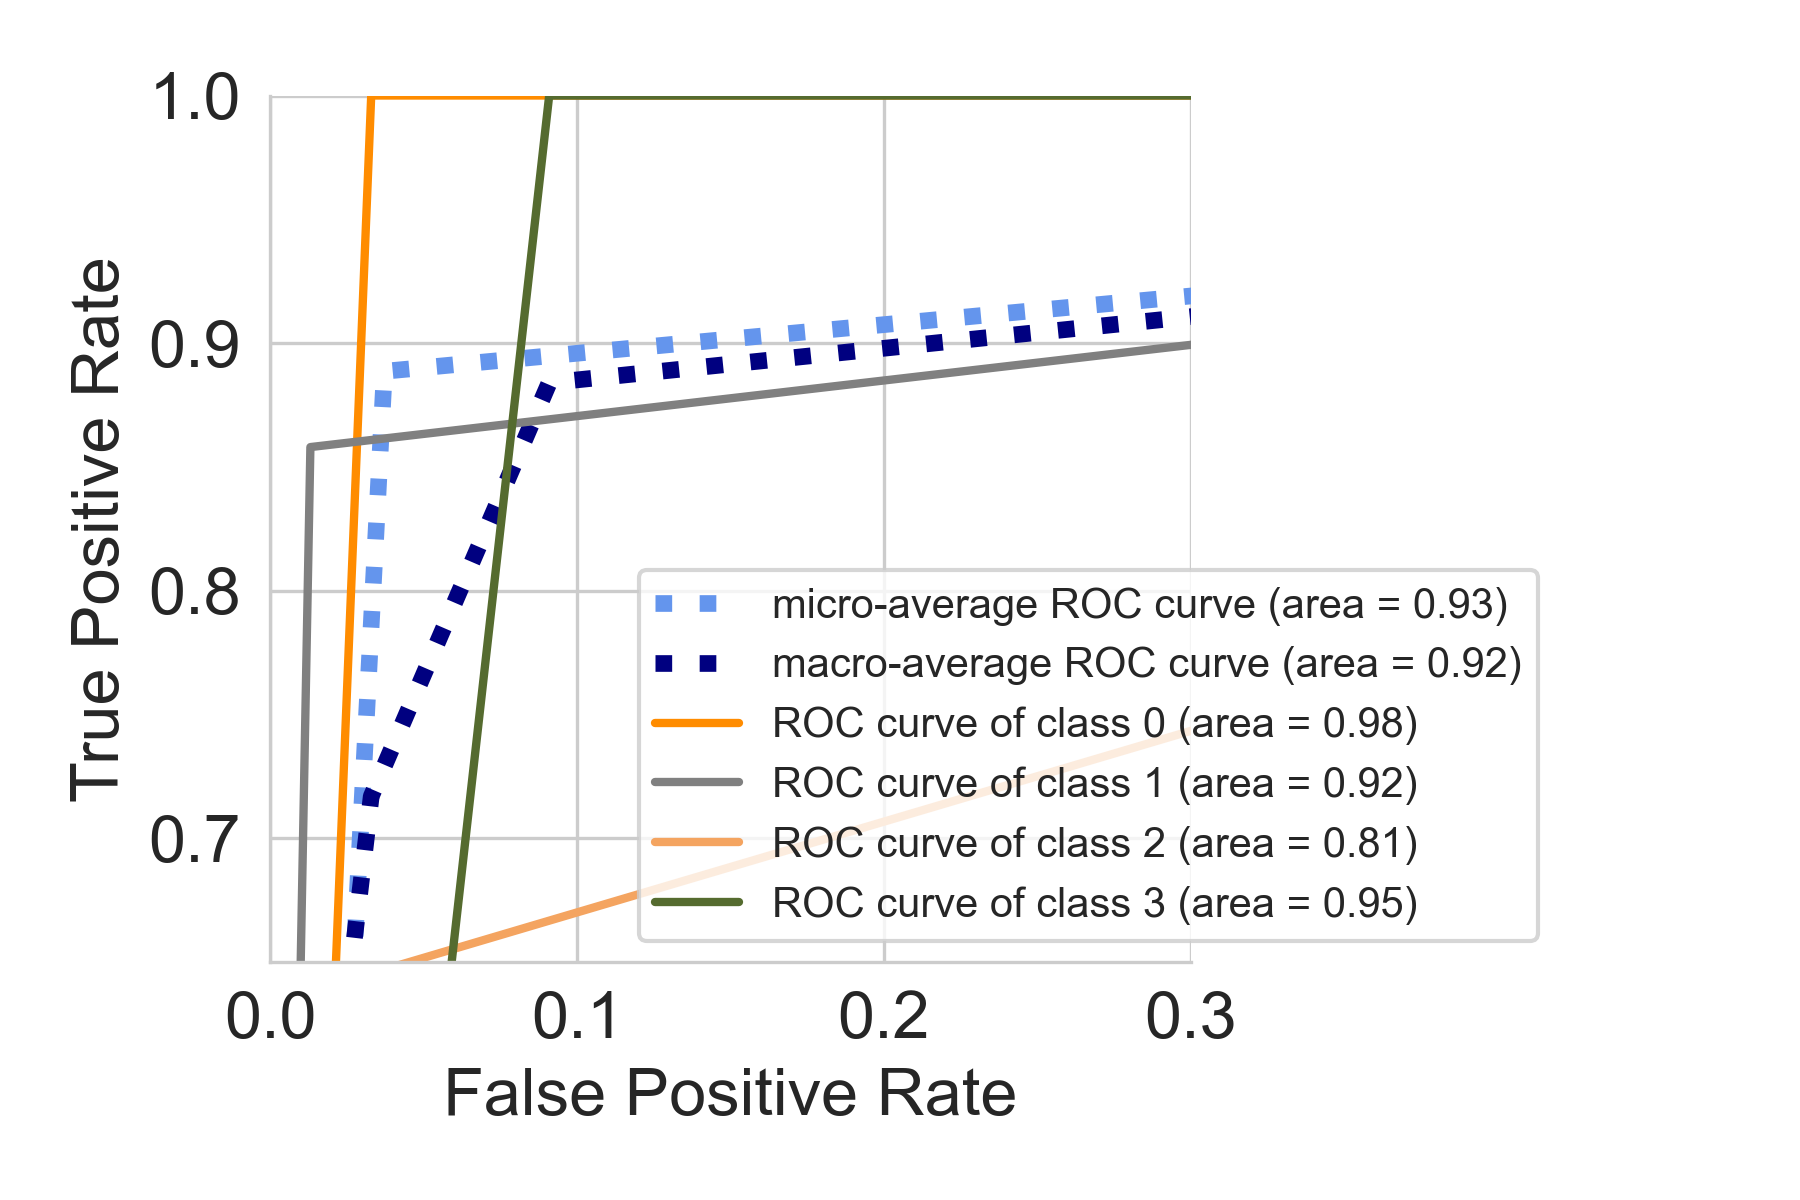 1.0
0.9
0.8
0.7
True Positive Rate
micro-average ROC curve (area = 0.93)
macro-average ROC curve (area = 0.92)
ROC curve of class 0 (area = 0.98)
ROC curve of class 1 (area = 0.92)
ROC curve of class 2 (area = 0.81)
ROC curve of class 3 (area = 0.95)
0.0 0.1 0.2 0.3
False Positive Rate